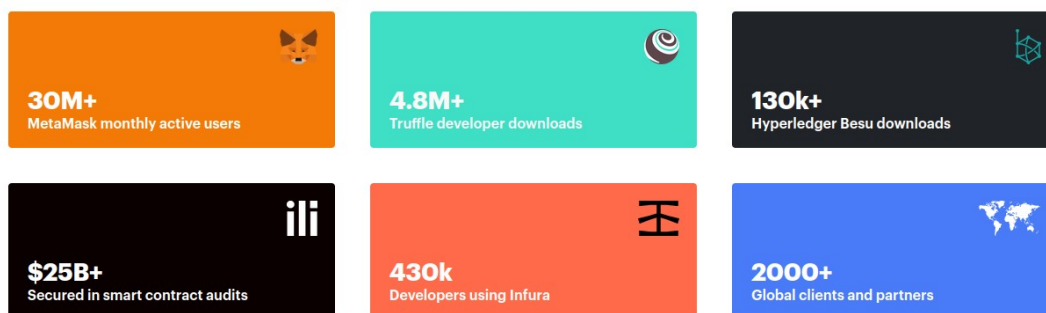 30M+
MetaMask monthly active users
4.8M+
Truffle developer downloads
130k+
Hyperledger Besu downloads
ili
$25B+
Secured in smart contract audits
430k
Developers using Infura
2000+
Global clients and partners